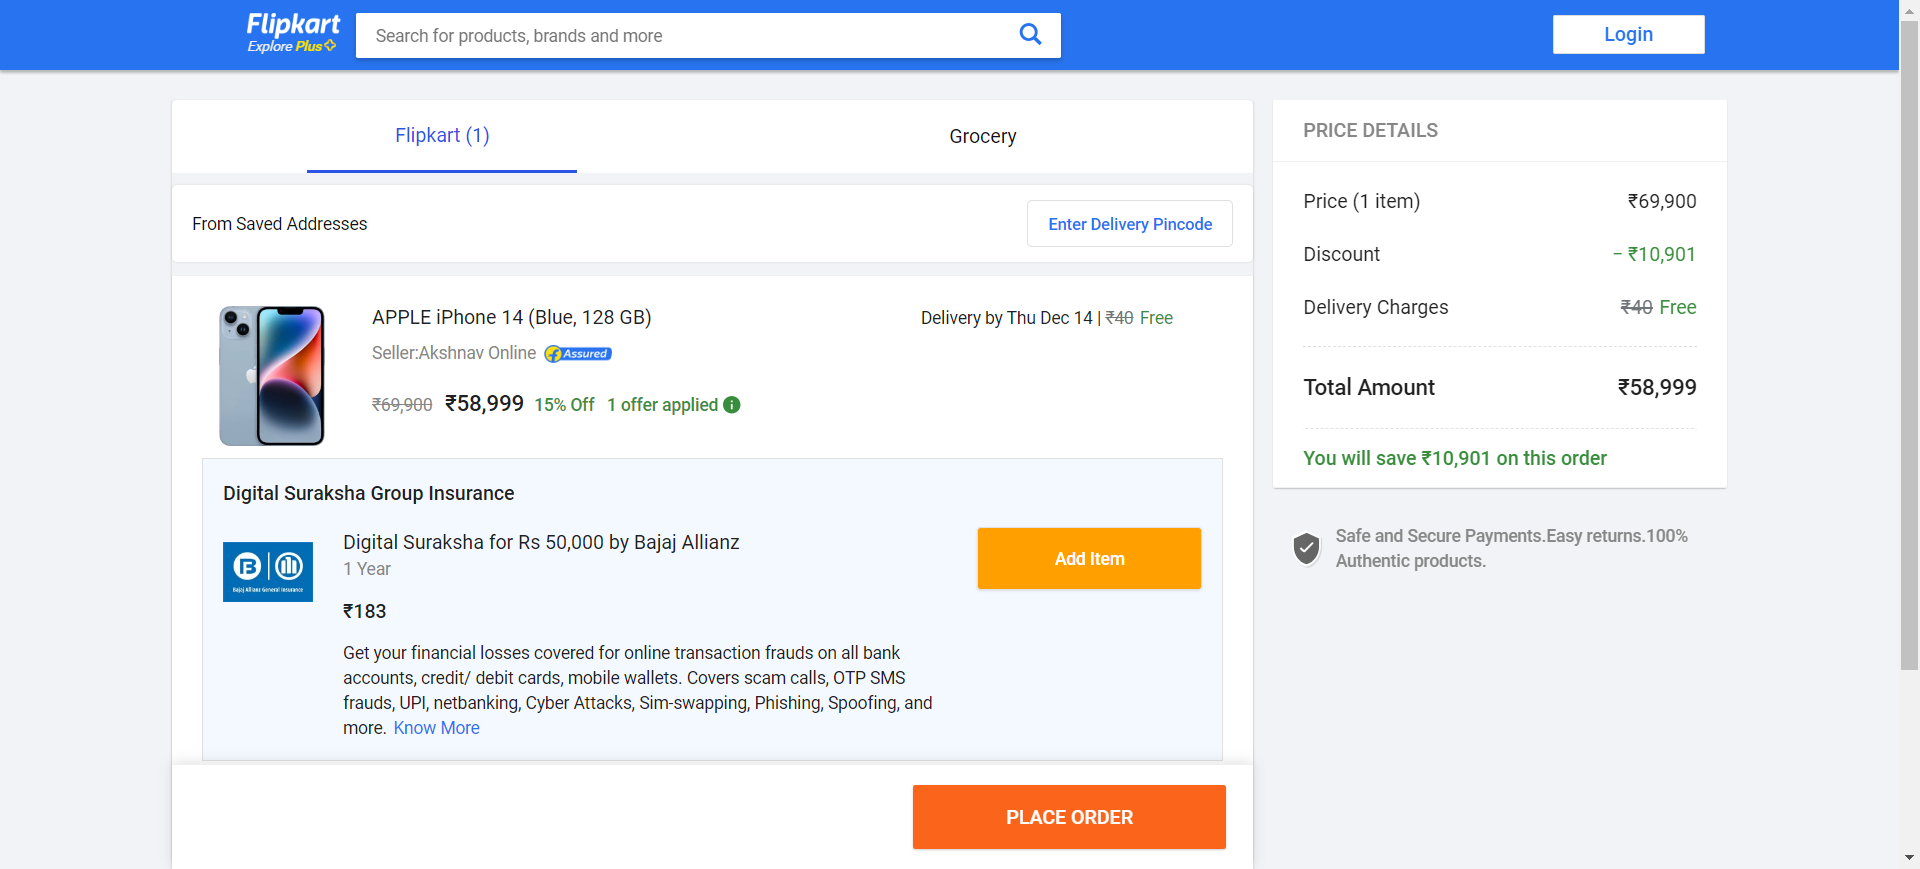 Flipkart
Explore Plus
Search for products, brands and more
Login
Flipkart (1)
Grocery
From Saved Addresses
Enter Delivery Pincode
APPLE iPhone 14 (Blue, 128 GB)
Seller:Akshnav Online
f Assured
₹69,900 ₹58,999 15% Off 1 offer applied
Delivery by Thu Dec 14 | ₹40 Free
Digital Suraksha Group Insurance
Bajaj Allianz General Insurance
Digital Suraksha for Rs 50,000 by Bajaj Allianz
1 Year
₹183
Add Item
Get your financial losses covered for online transaction frauds on all bank
accounts, credit/ debit cards, mobile wallets. Covers scam calls, OTP SMS
frauds, UPI, netbanking, Cyber Attacks, Sim-swapping, Phishing, Spoofing, and
more. Know More
PLACE ORDER
PRICE DETAILS
Price (1 item) ₹69,900
Discount − ₹10,901
Delivery Charges ₹40 Free
Total Amount ₹58,999
You will save ₹10,901 on this order
Safe and Secure Payments.Easy returns.100%
Authentic products.